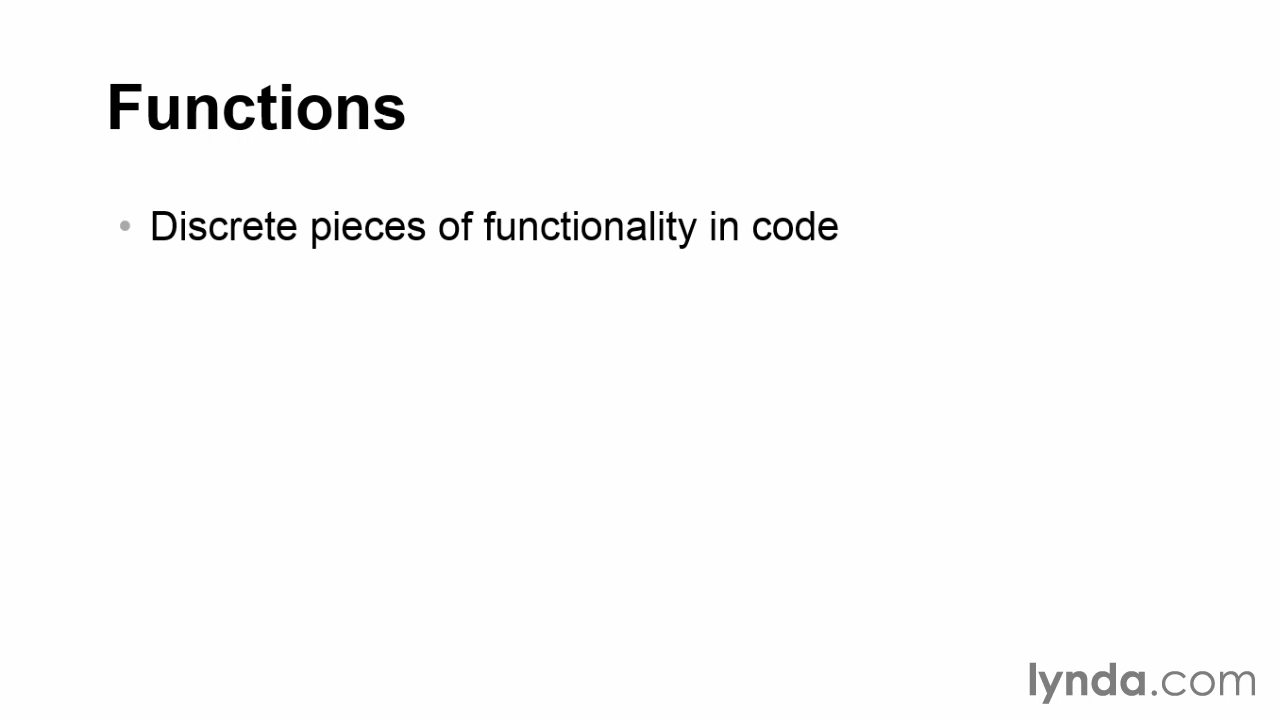 Functions
• Discrete pieces of functionality in code
lynda.com